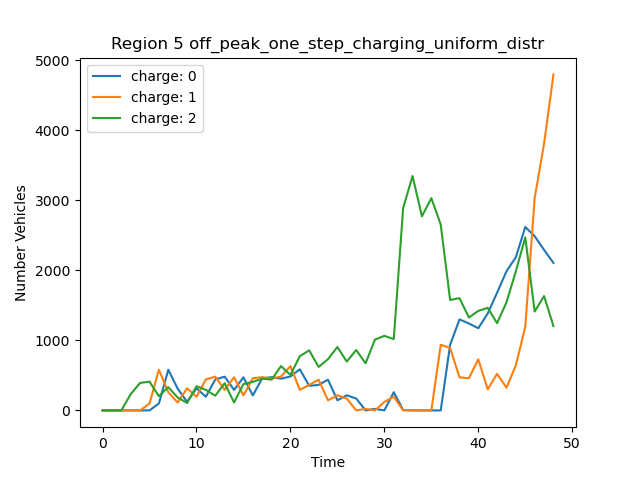 Region 5 off_peak_one_step_charging_uniform_distr
charge: 0
charge: 1
charge: 2
5000
4000
3000
2000
1000
0
Number Vehicles
0 10 20 30 40 50
Time